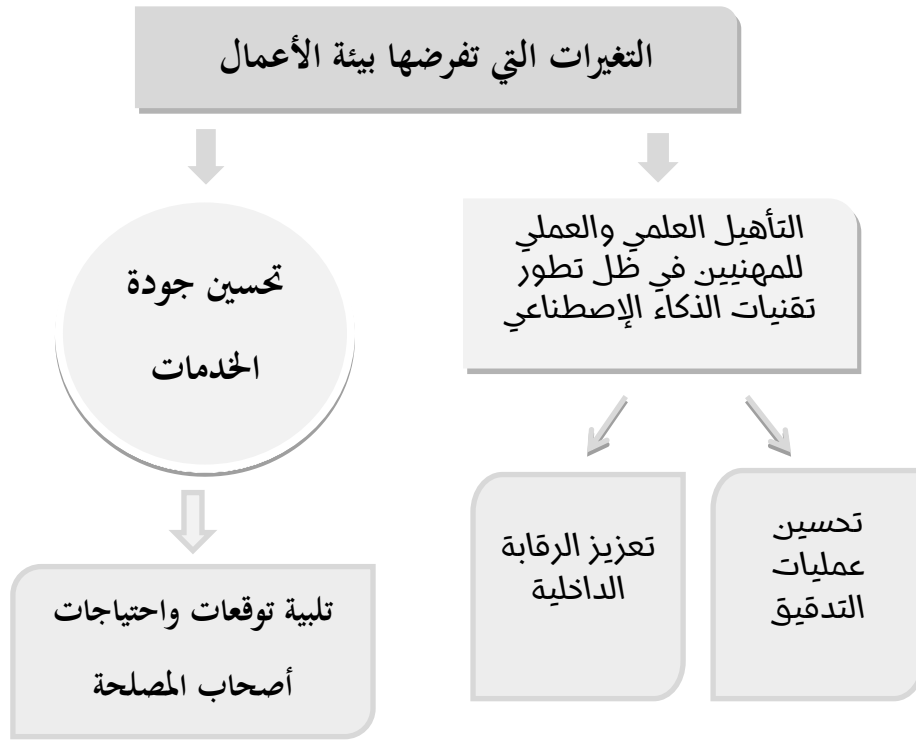 التغيرات التي تفرضها بيئة الأعمال
التأهيل العلمي والعملي
للمهنيين في ظل تطور
تقنيات الذكاء الإصطناعي
تحسين جودة
الخدمات
تحسين
عمليات
التدقيق
تعزيز الرقابة
الداخلية
تلبية توقعات واحتياجات
أصحاب المصلحة